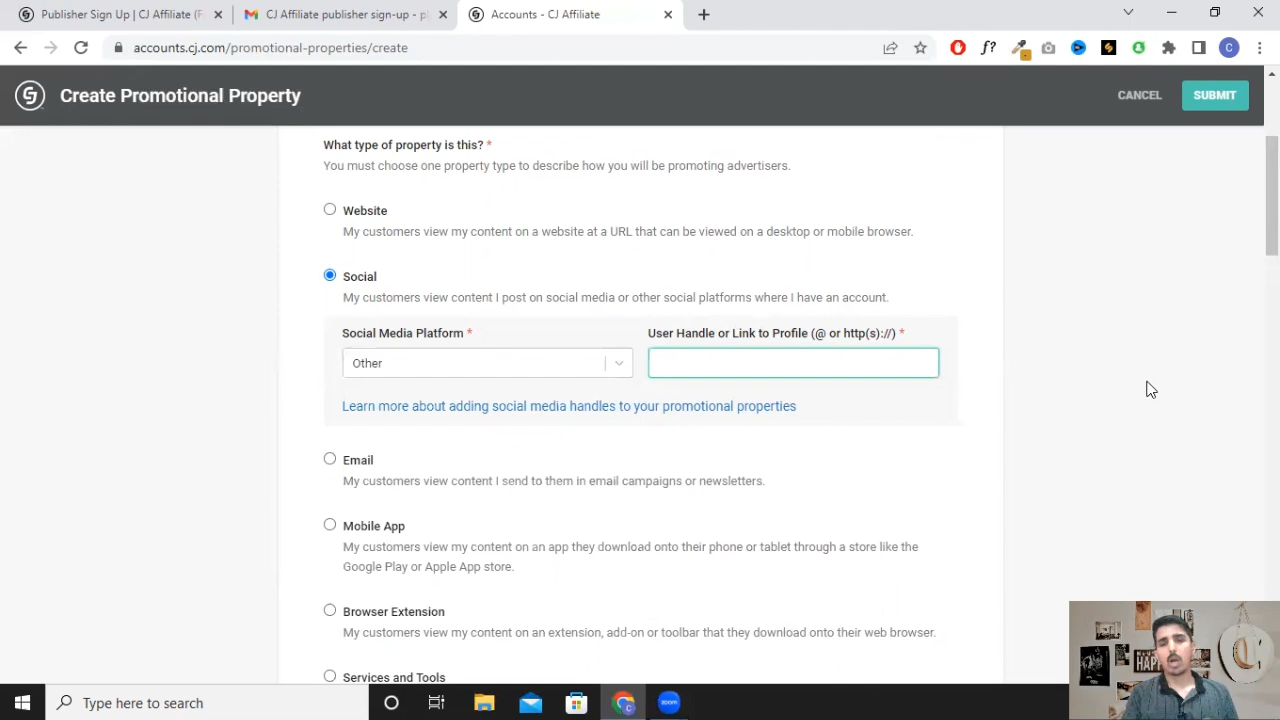 Publisher Sign Up | CJ Affiliate (F
CJ Affiliate publisher sign-up - pl
Accounts - CJ Affiliate
accounts.cj.com/promotional-properties/create
f?
C
Create Promotional Property
CANCEL
SUBMIT
What type of property is this? *
You must choose one property type to describe how you will be promoting advertisers.
Website
My customers view my content on a website at a URL that can be viewed on a desktop or mobile browser.
Social
My customers view content I post on social media or other social platforms where I have an account.
Social Media Platform *
User Handle or Link to Profile (@ or http(s)://) *
Other
Learn more about adding social media handles to your promotional properties
Email
My customers view content I send to them in email campaigns or newsletters.
Mobile App
My customers view my content on an app they download onto their phone or tablet through a store like the
Google Play or Apple App store.
Browser Extension
My customers view my content on an extension, add-on or toolbar that they download onto their web browser.
Services and Tools
Type here to search
zoom